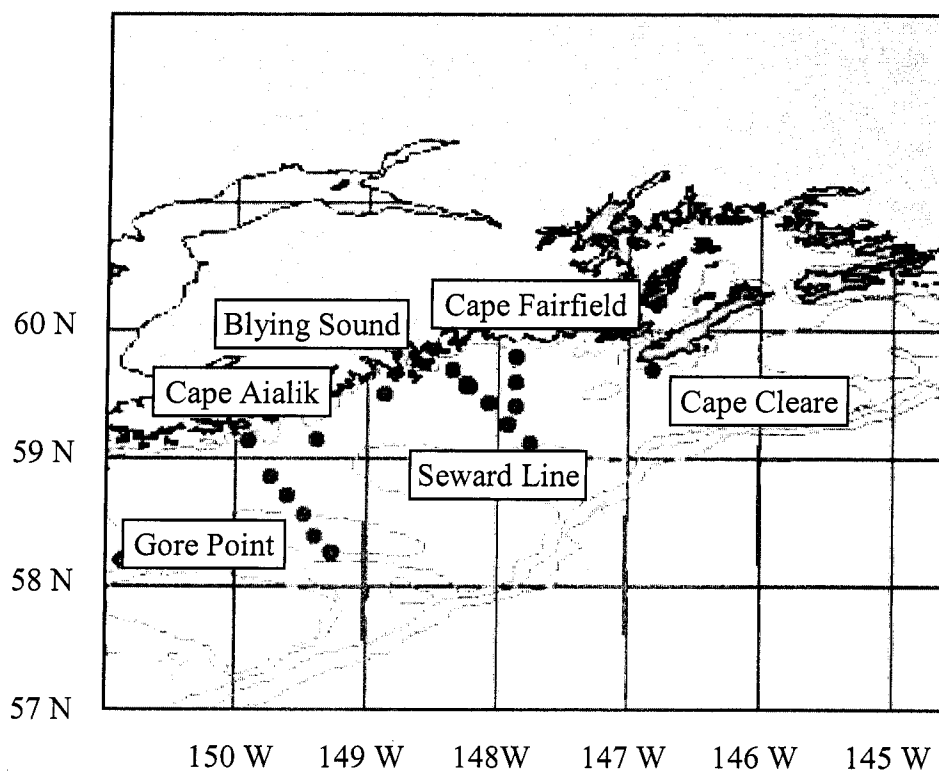 Cape Fairfield
60 N
Blying Sound
Cape Aialik
Cape Cleare
59 N
Seward Line
Gore Point
58 N
57 N
150 W 149 W 148W 147 W 146 W 145 W